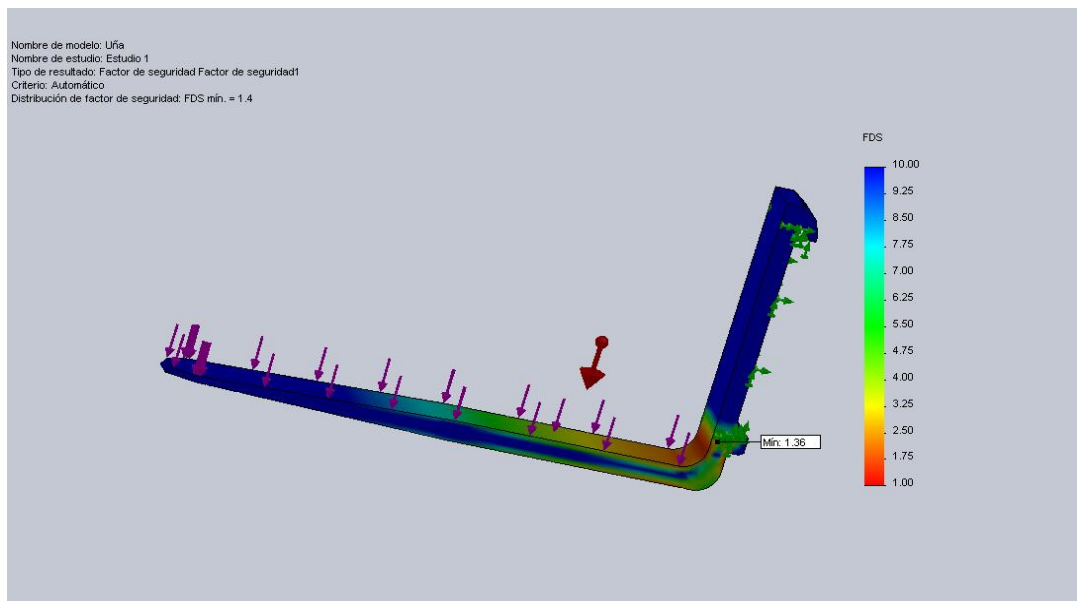 Nombre de modelo: Uña
Nombre de estudio: Estudio 1
Tipo de resultado: Factor de seguridad Factor de seguridad1
Criterio: Automático
Distribución de factor de seguridad: FDS mín. = 1.4
FDS
10.00
9.25
8.50
7.75
7.00
6.25
5.50
4.75
4.00
3.25
2.50
1.75
1.00
Mín: 1.36